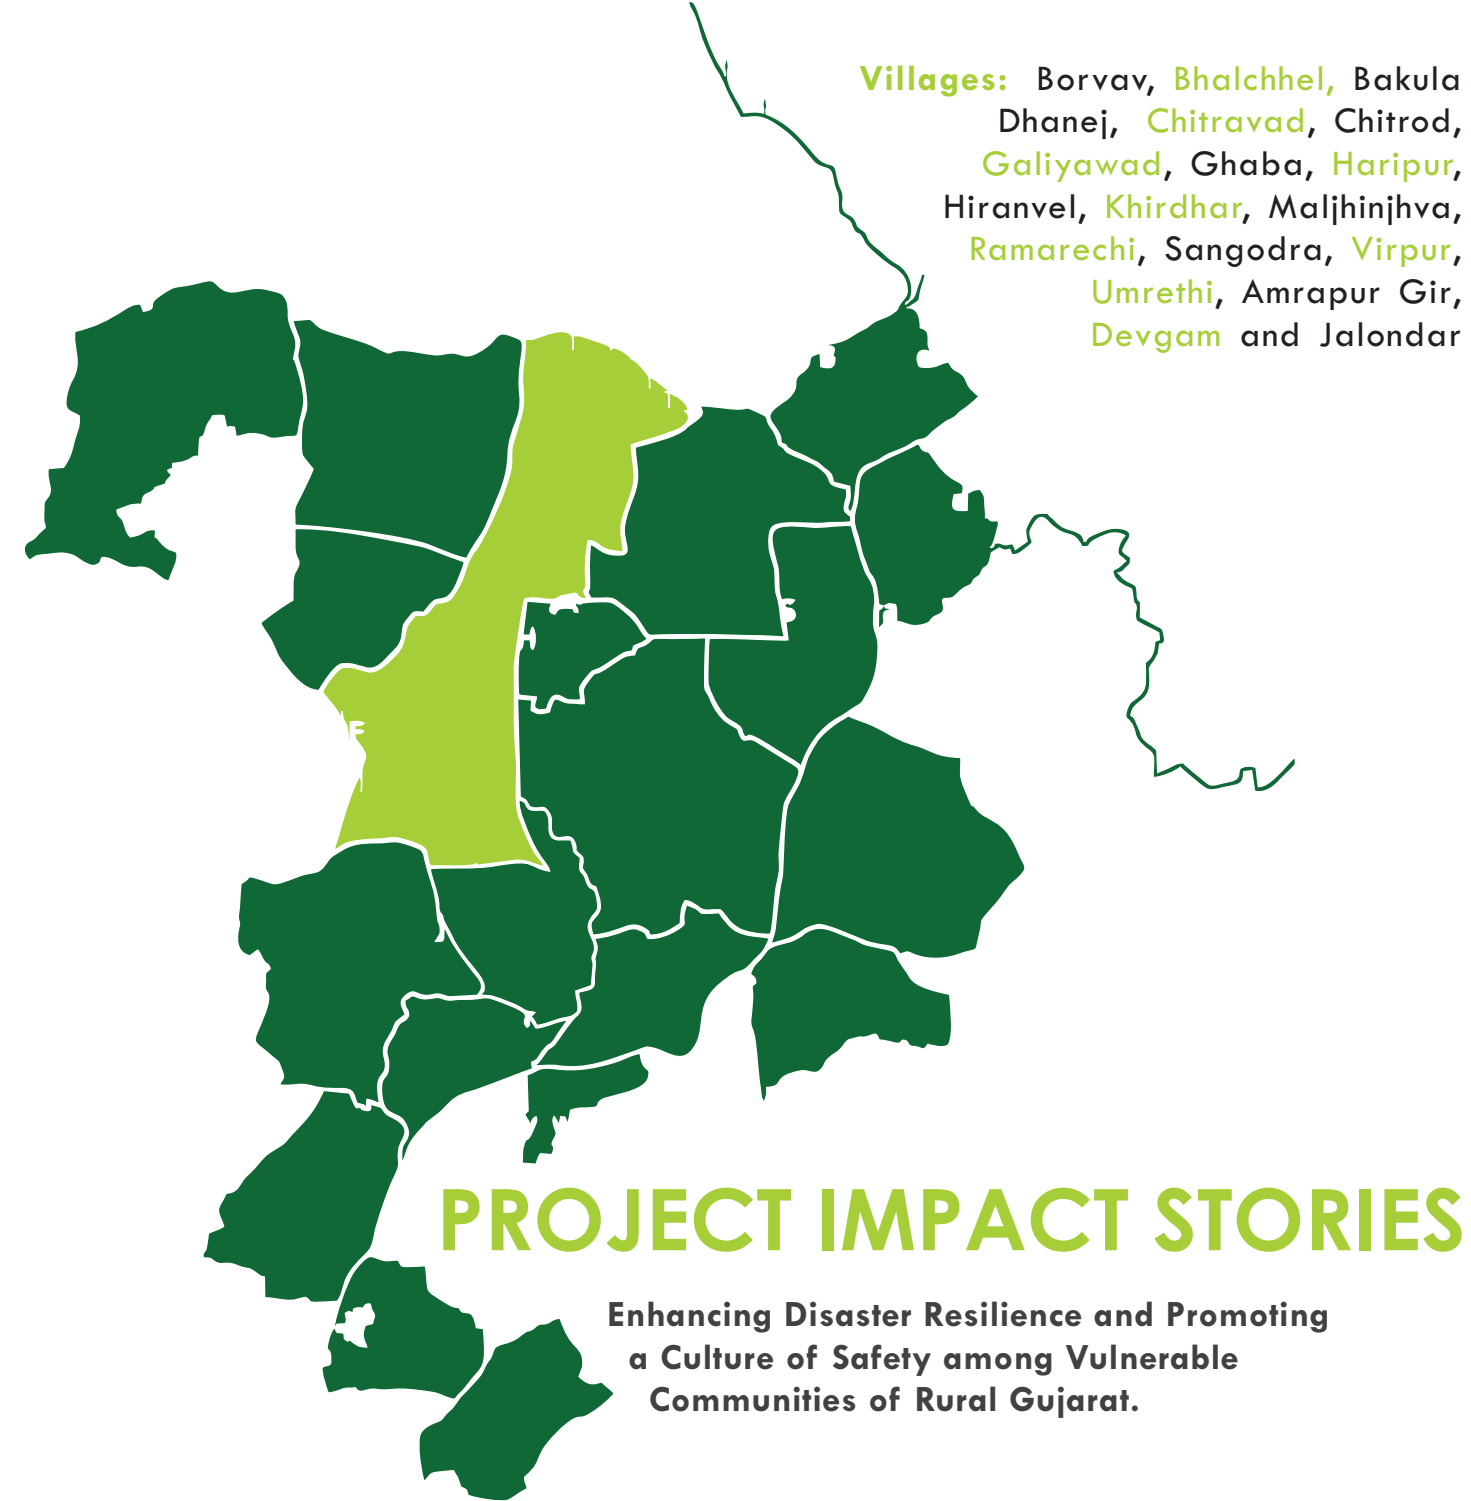 Villages: Borvav, Bhalchhel, Bakula
Dhanej, Chitravad, Chitrod,
Galiyawad, Ghaba, Haripur,
Hiranvel, Khirdhar, Maljhinjhva,
Ramarechi, Sangodra, Virpur,
Umrethi, Amrapur Gir,
Devgam and Jalondar
PROJECT IMPACT STORIES
Enhancing Disaster Resilience and Promoting
a Culture of Safety among Vulnerable
Communities of Rural Gujarat.